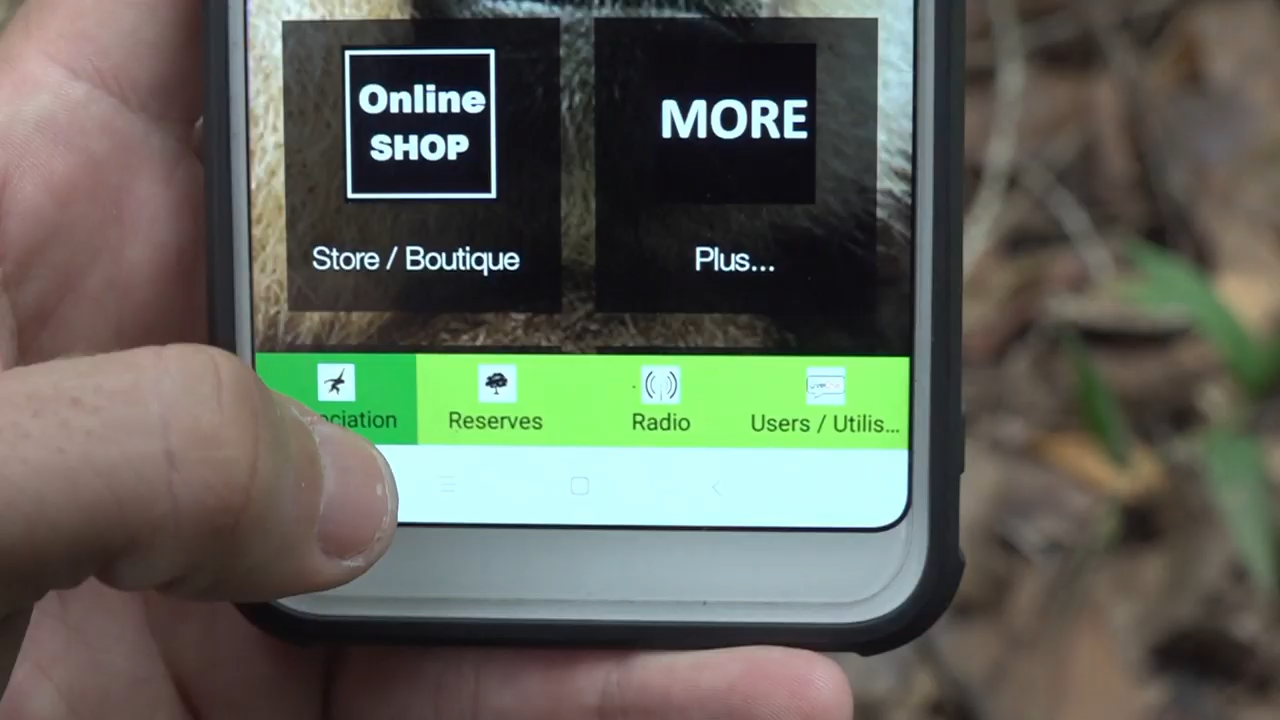 Online
SHOP
MORE
Store / Boutique
Plus...
Reserves
Radio
Users / Utilis...